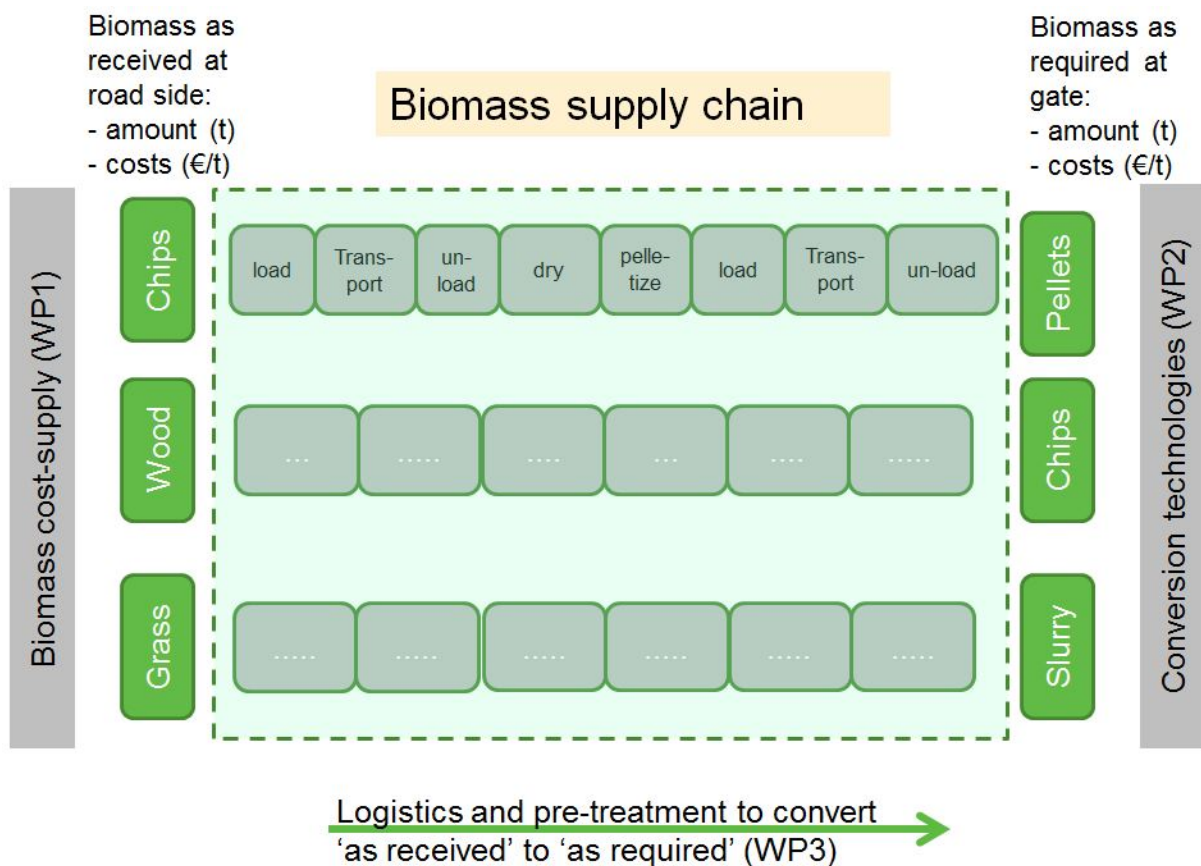 Biomass as
received at
road side:
- amount (t)
- costs (€/t)
Biomass supply chain
Biomass as
required at
gate:
- amount (t)
- costs (€/t)
Biomass cost-supply (WP1)
Chips
load
Trans-
port
un-
load
dry
pelle-
tize
load
Trans-
port
un-load
Pellets
Wood
...
.....
....
...
....
.....
Chips
Grass
.....
.....
.....
.....
.....
.....
Slurry
Conversion technologies (WP2)
Logistics and pre-treatment to convert
‘as received’ to ‘as required’ (WP3)